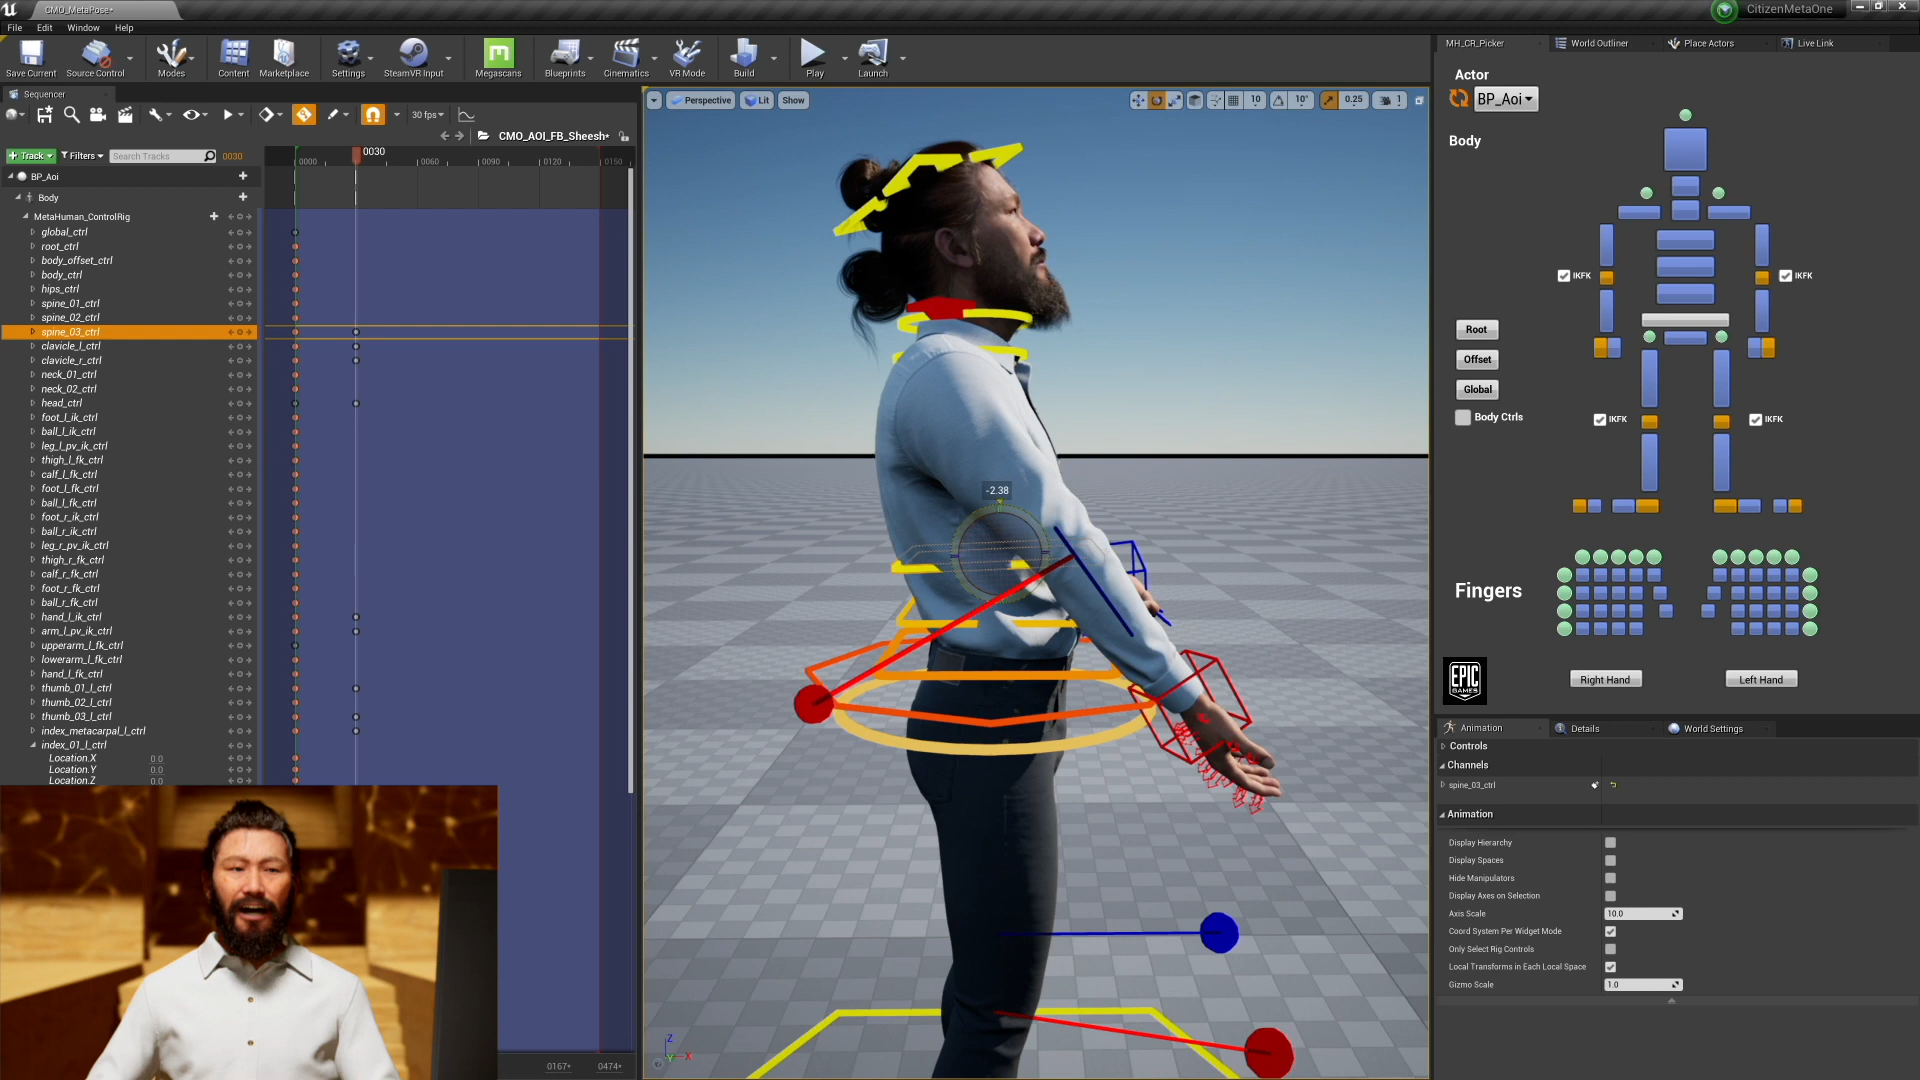 CMO_MetaPose*
CitizenMetaOne
File Edit Window Help
Save Current Source Control Modes Content Marketplace Settings SteamVR Input Megascans Blueprints Cinematics VR Mode Build Play Launch
Sequencer
30 fps
CMO_AOI_FB_Sheesh*
+ Track Filters Search Tracks 0030
0000 0030 0060 0090 0120 0150
BP_Aoi
Body
MetaHuman_ControlRig
global_ctrl
root_ctrl
body_offset_ctrl
body_ctrl
hips_ctrl
spine_01_ctrl
spine_02_ctrl
spine_03_ctrl
clavicle_l_ctrl
clavicle_r_ctrl
neck_01_ctrl
neck_02_ctrl
head_ctrl
foot_l_ik_ctrl
ball_l_ik_ctrl
leg_l_pv_ik_ctrl
thigh_l_fk_ctrl
calf_l_fk_ctrl
foot_l_fk_ctrl
ball_l_fk_ctrl
foot_r_ik_ctrl
ball_r_ik_ctrl
leg_r_pv_ik_ctrl
thigh_r_fk_ctrl
calf_r_fk_ctrl
foot_r_fk_ctrl
ball_r_fk_ctrl
hand_l_ik_ctrl
arm_l_pv_ik_ctrl
upperarm_l_fk_ctrl
lowerarm_l_fk_ctrl
hand_l_fk_ctrl
thumb_01_l_ctrl
thumb_02_l_ctrl
thumb_03_l_ctrl
index_metacarpal_l_ctrl
index_01_l_ctrl
Location.X 0.0
Location.Y 0.0
Location.Z 0.0
0167+ 0474+
Perspective Lit Show 10 10° 0.25 1
-2.38
Z
Y X
MH_CR_Picker World Outliner Place Actors Live Link
Actor
BP_Aoi
Body
IKFK IKFK
Root
Offset
Global
Body Ctrls
IKFK IKFK
Fingers
EPIC
GAMES
Right Hand Left Hand
Animation Details World Settings
Controls
Channels
spine_03_ctrl
Animation
Display Hierarchy
Display Spaces
Hide Manipulators
Display Axes on Selection
Axis Scale 10.0
Coord System Per Widget Mode
Only Select Rig Controls
Local Transforms in Each Local Space
Gizmo Scale 1.0